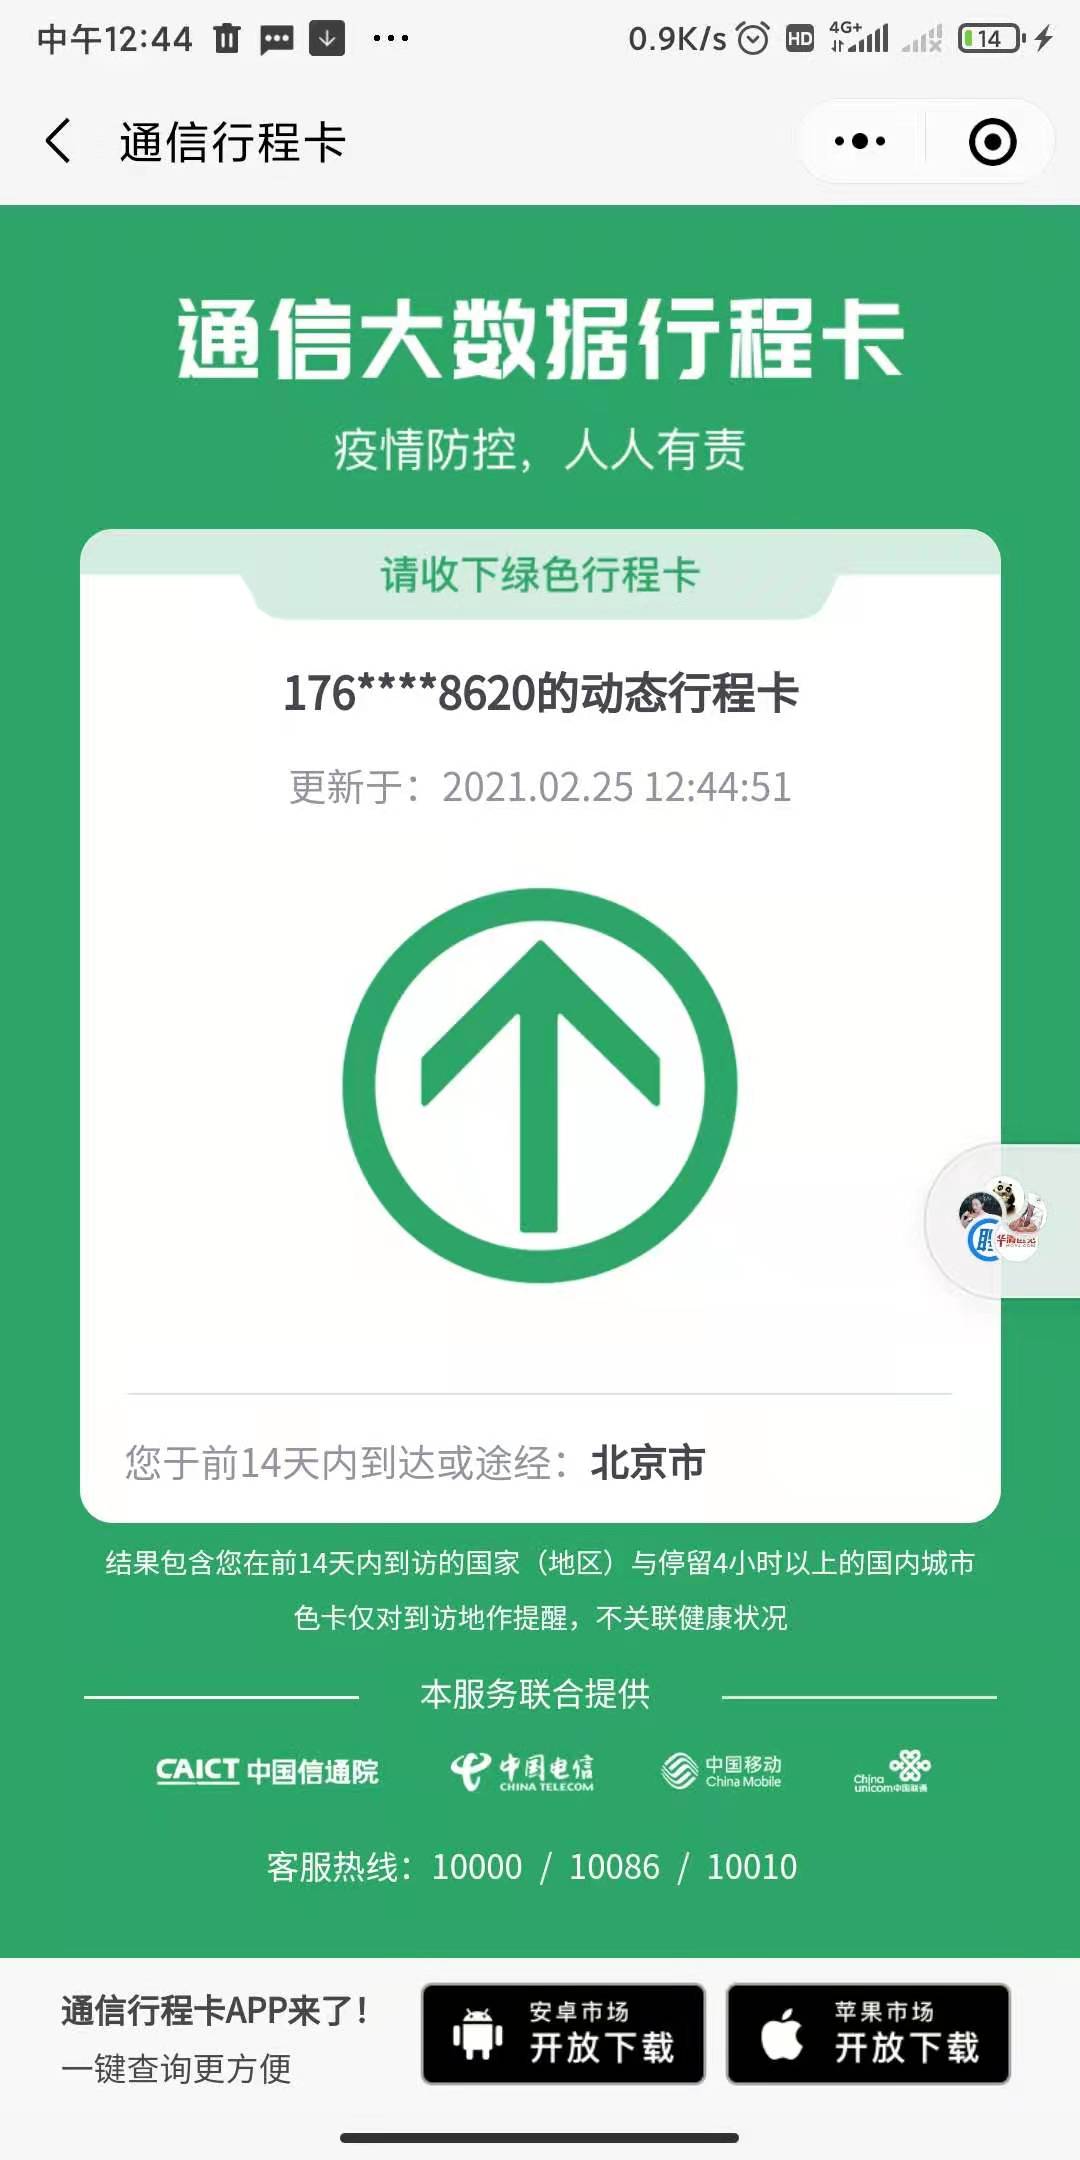 中午12:44
0.9K/s
HD
4G+
14
通信行程卡
通信大数据行程卡
疫情防控，人人有责
请收下绿色行程卡
176****8620的动态行程卡
更新于：2021.02.25 12:44:51
您于前14天内到达或途经：北京市
结果包含您在前14天内到访的国家（地区）与停留4小时以上的国内城市
色卡仅对到访地作提醒，不关联健康状况
本服务联合提供
CAICT 中国信通院
中国电信
CHINA TELECOM
中国移动
China Mobile
China
unicom中国联通
客服热线：10000 / 10086 / 10010
通信行程卡APP来了！
一键查询更方便
安卓市场
开放下载
苹果市场
开放下载